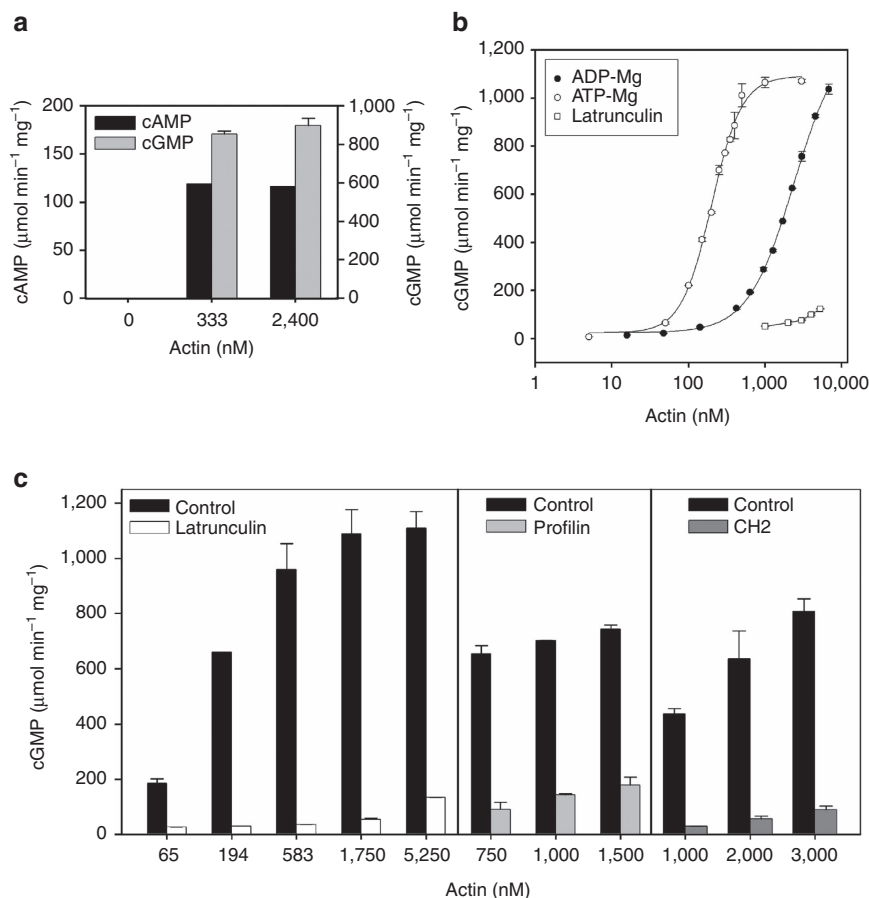 a
cAMP
cGMP
200
150
100
50
0
1,000
800
600
400
200
0
cAMP (μmol min⁻¹ mg⁻¹)
cGMP (μmol min⁻¹ mg⁻¹)
0 333 2,400
Actin (nM)
b
ADP-Mg
ATP-Mg
Latrunculin
1,200
1,000
800
600
400
200
0
cGMP (μmol min⁻¹ mg⁻¹)
1 10 100 1,000 10,000
Actin (nM)
c
Control
Latrunculin
Control
Profilin
Control
CH2
1,200
1,000
800
600
400
200
0
cGMP (μmol min⁻¹ mg⁻¹)
65 194 583 1,750 5,250 750 1,000 1,500 1,000 2,000 3,000
Actin (nM)